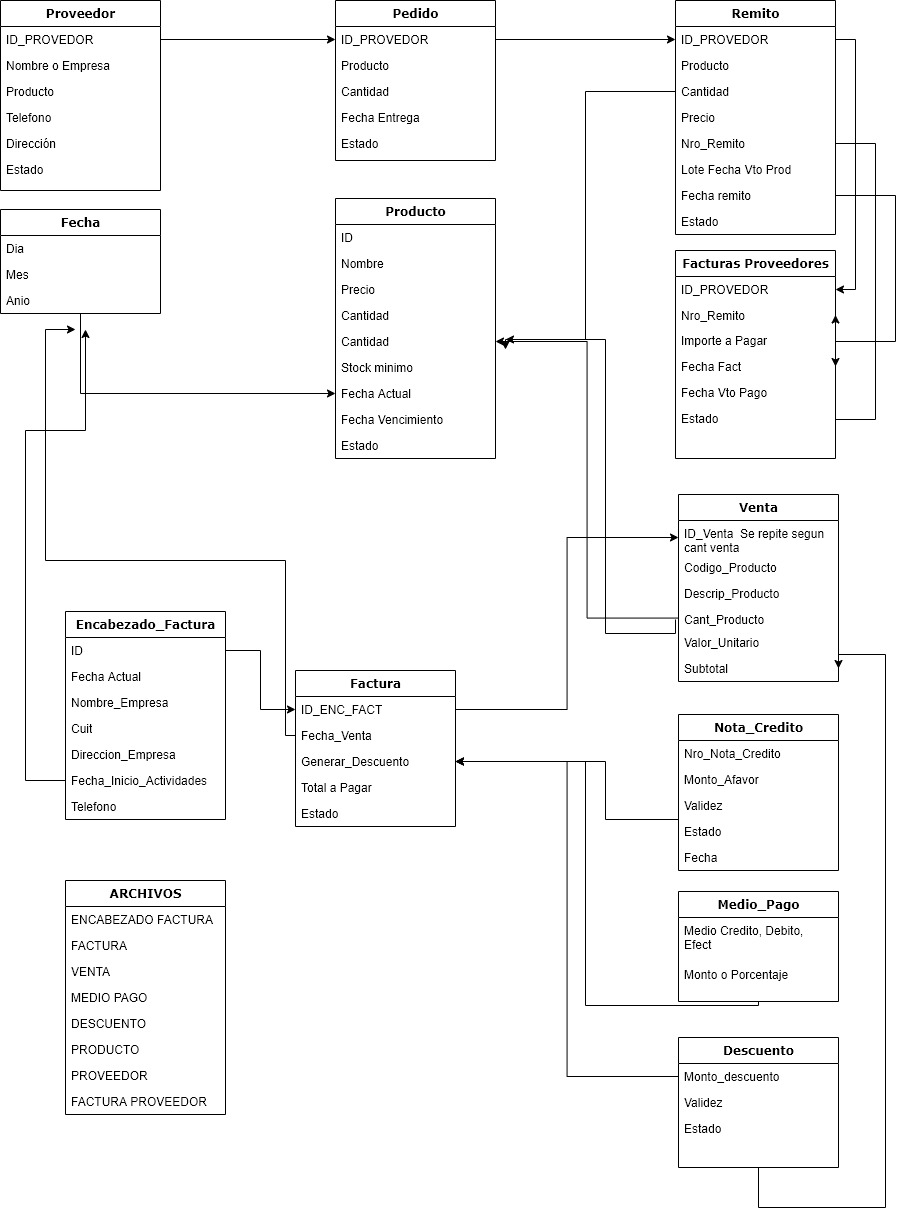 Proveedor
ID_PROVEDOR
Nombre o Empresa
Producto
Telefono
Dirección
Estado
Pedido
ID_PROVEDOR
Producto
Cantidad
Fecha Entrega
Estado
Remito
ID_PROVEDOR
Producto
Cantidad
Precio
Nro_Remito
Lote Fecha Vto Prod
Fecha remito
Estado
Fecha
Dia
Mes
Anio
Producto
ID
Nombre
Precio
Cantidad
Cantidad
Stock minimo
Fecha Actual
Fecha Vencimiento
Estado
Facturas Proveedores
ID_PROVEDOR
Nro_Remito
Importe a Pagar
Fecha Fact
Fecha Vto Pago
Estado
Venta
ID_Venta  Se repite segun
cant venta
Codigo_Producto
Descrip_Producto
Cant_Producto
Valor_Unitario
Subtotal
Encabezado_Factura
ID
Fecha Actual
Nombre_Empresa
Cuit
Direccion_Empresa
Fecha_Inicio_Actividades
Telefono
Factura
ID_ENC_FACT
Fecha_Venta
Generar_Descuento
Total a Pagar
Estado
Nota_Credito
Nro_Nota_Credito
Monto_Afavor
Validez
Estado
Fecha
ARCHIVOS
ENCABEZADO FACTURA
FACTURA
VENTA
MEDIO PAGO
DESCUENTO
PRODUCTO
PROVEEDOR
FACTURA PROVEEDOR
Medio_Pago
Medio Credito, Debito,
Efect
Monto o Porcentaje
Descuento
Monto_descuento
Validez
Estado